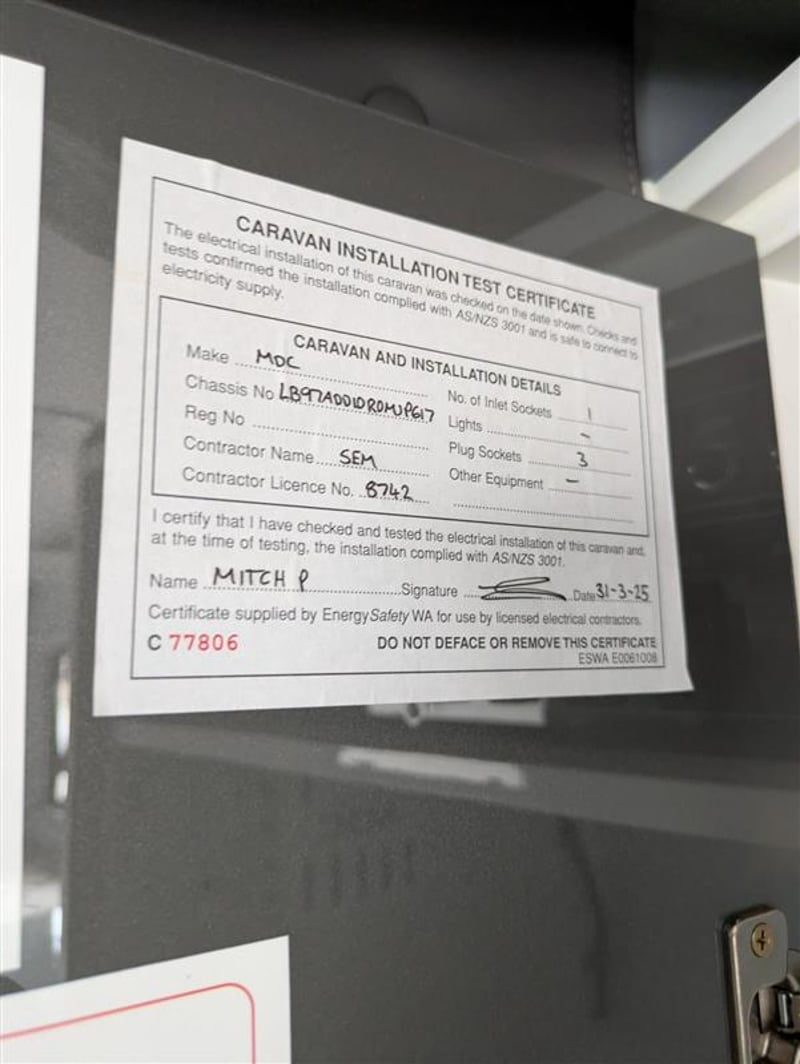 CARAVAN INSTALLATION TEST CERTIFICATE
The electrical installation of this caravan was checked on the date shown. Checks and
tests confirmed the installation complied with AS/NZS 3001 and is safe to connect to
electricity supply.
CARAVAN AND INSTALLATION DETAILS
Make MDC
Chassis No
Reg No
Contractor Name SEM
Contractor Licence No. 8742
No. of Inlet Sockets 1
Lights -
Plug Sockets 3
Other Equipment -
I certify that I have checked and tested the electrical installation of this caravan and,
at the time of testing, the installation complied with AS/NZS 3001.
Name MITCH P Signature Date 31-3-25
Certificate supplied by EnergySafety WA for use by licensed electrical contractors.
C 77806 DO NOT DEFACE OR REMOVE THIS CERTIFICATE
ESWA E0061008